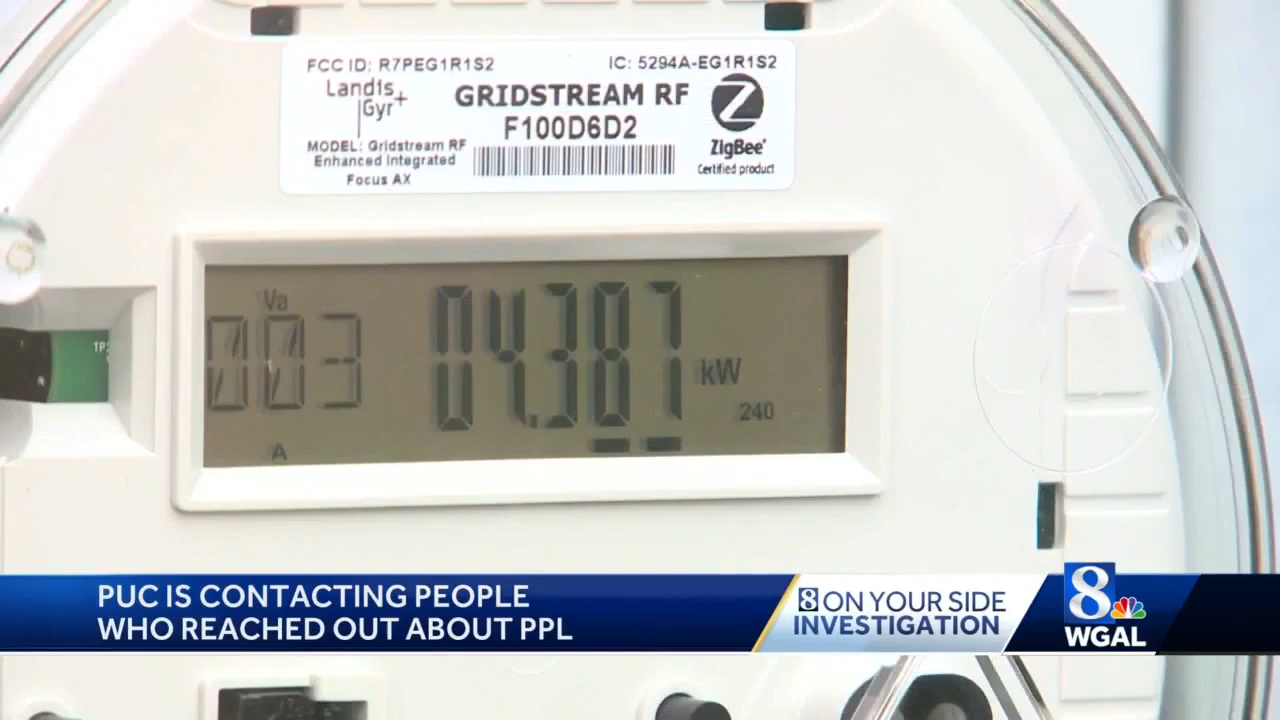 FCC ID: R7PEG1R1S2
IC: 5294A-EG1R1S2
Landis
Gyr+
GRIDSTREAM RF
F100D6D2
MODEL: Gridstream RF
Enhanced Integrated
Focus AX
Z
ZigBee®
Certified product
Va
003
04.387
kW
240
A
TP
PUC IS CONTACTING PEOPLE
WHO REACHED OUT ABOUT PPL
8 ON YOUR SIDE
INVESTIGATION
8
WGAL